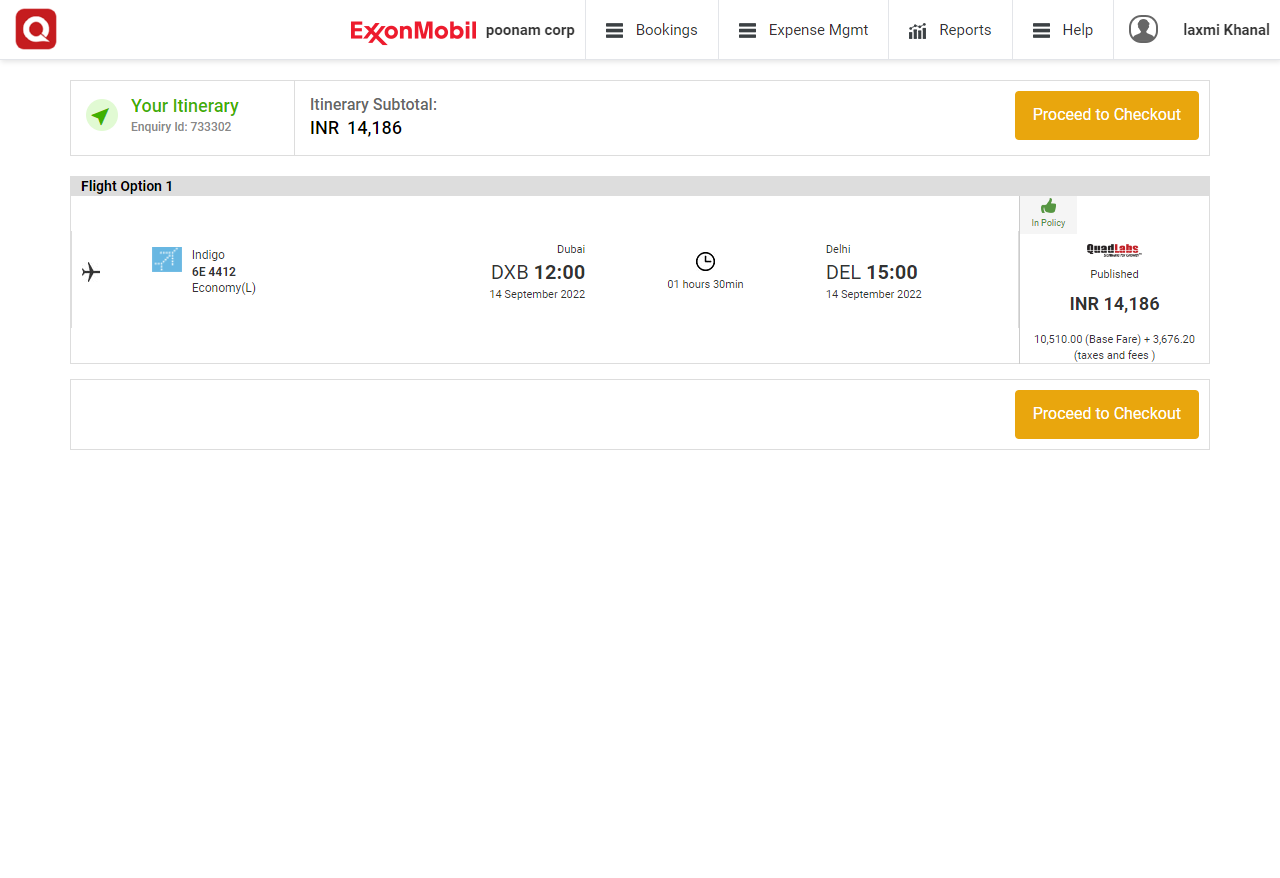 Q
ExxonMobil poonam corp
Bookings
Expense Mgmt
Reports
Help
laxmi Khanal
Your Itinerary
Enquiry Id: 733302
Itinerary Subtotal:
INR 14,186
Proceed to Checkout
Flight Option 1
Indigo
6E 4412
Economy(L)
Dubai
DXB 12:00
14 September 2022
01 hours 30min
Delhi
DEL 15:00
14 September 2022
In Policy
QuadLabs
Published
INR 14,186
10,510.00 (Base Fare) + 3,676.20
(taxes and fees )
Proceed to Checkout